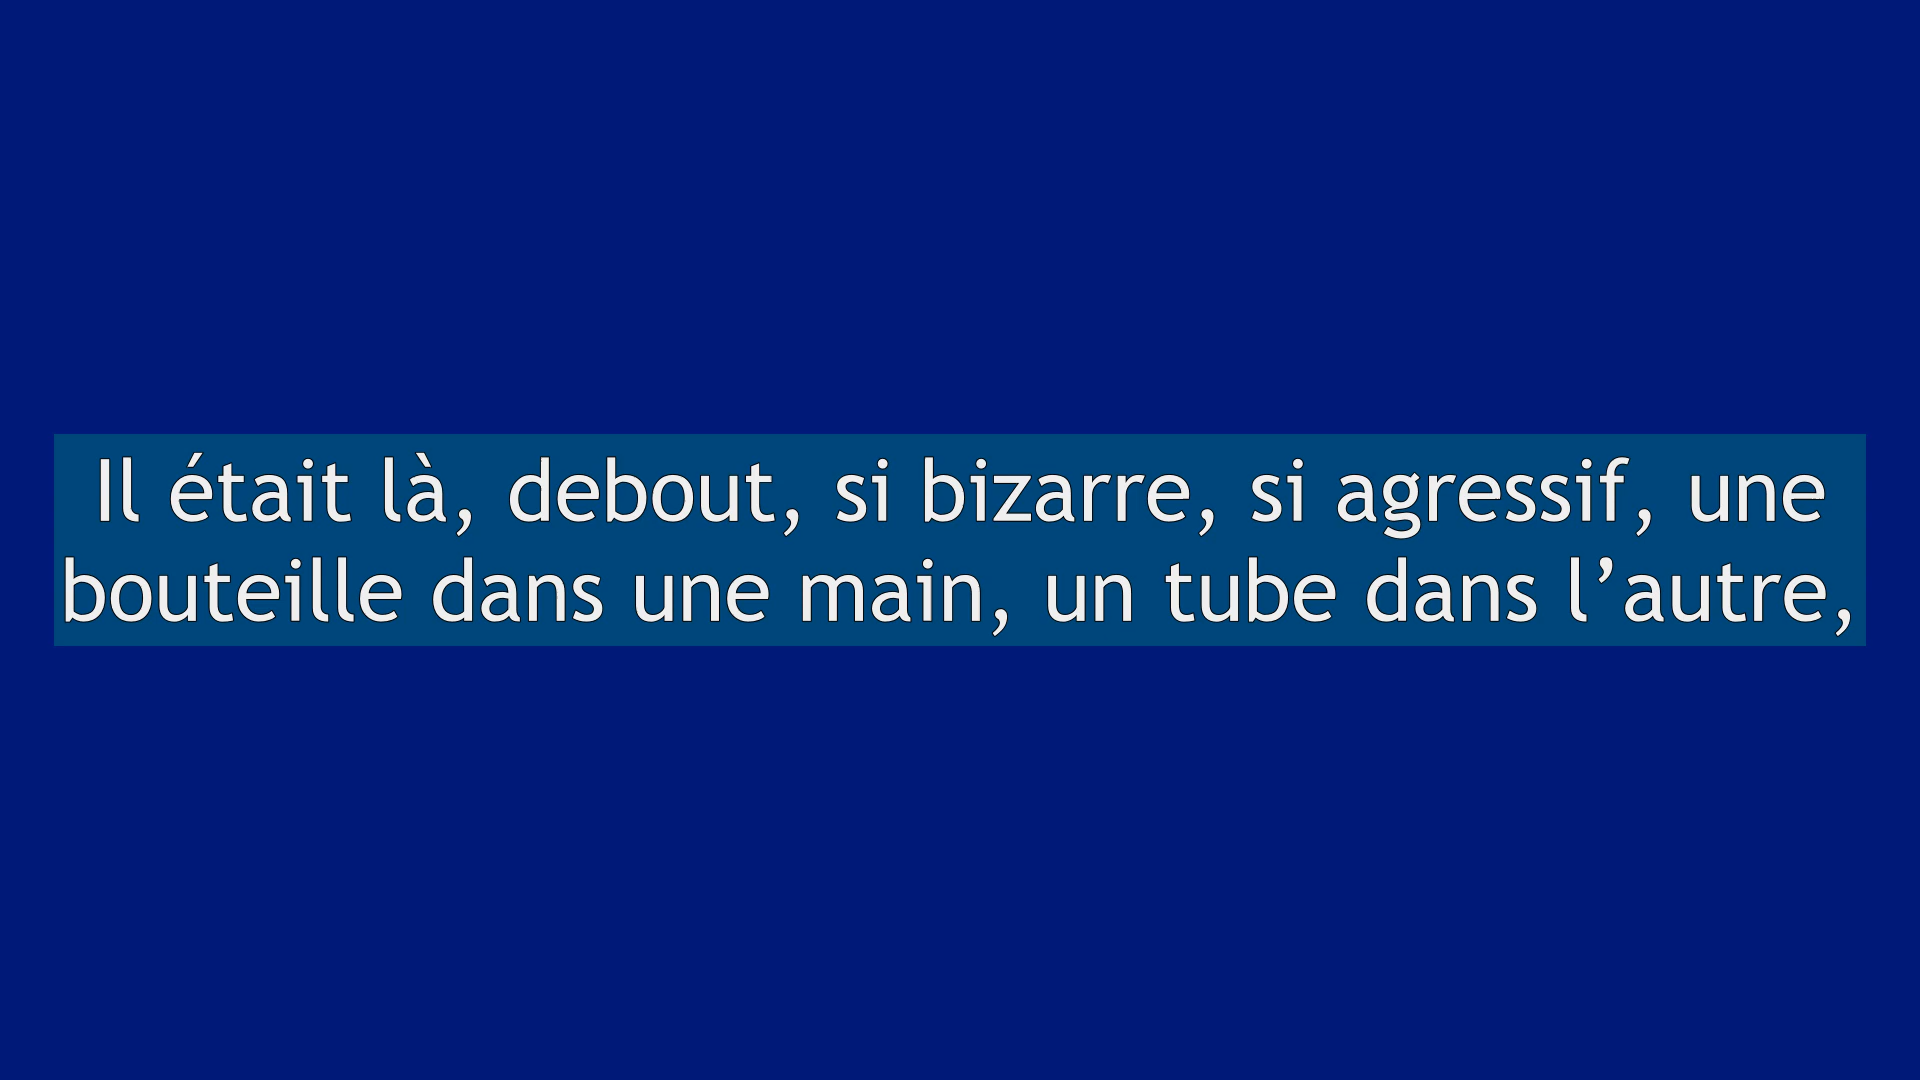 Il était là, debout, si bizarre, si agressif, une
bouteille dans une main, un tube dans l’autre,